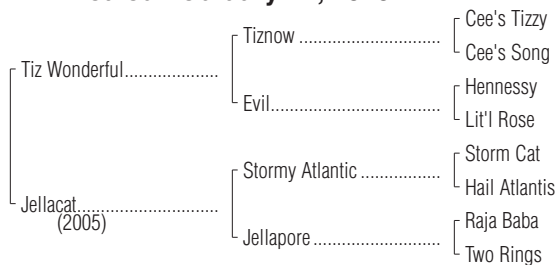 Cee's Tizzy
Tiznow
Cee's Song
Tiz Wonderful
Hennessy
Evil
Lit'l Rose
Storm Cat
Stormy Atlantic
Hail Atlantis
Jellacat
(2005)
Raja Baba
Jellapore
Two Rings